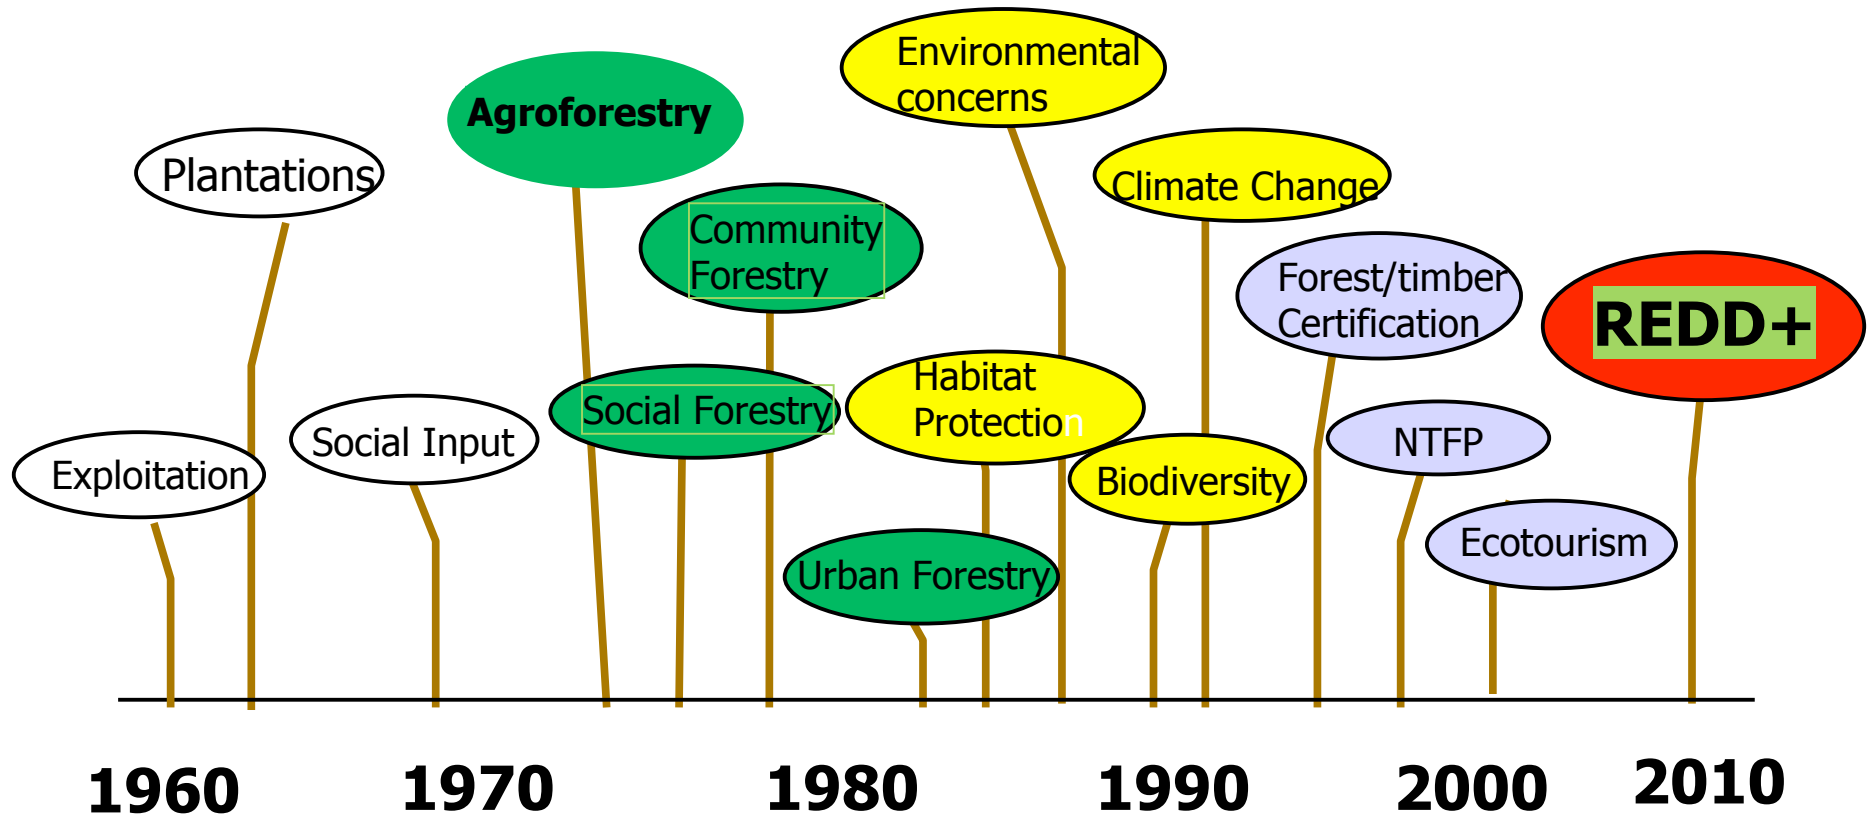 Environmental
concerns
Agroforestry
Plantations
Climate Change
Community
Forestry
Forest/timber
Certification
REDD+
Habitat
Protection
Social Forestry
Social Input
NTFP
Exploitation
Biodiversity
Ecotourism
Urban Forestry
1960 1970 1980 1990 2000 2010